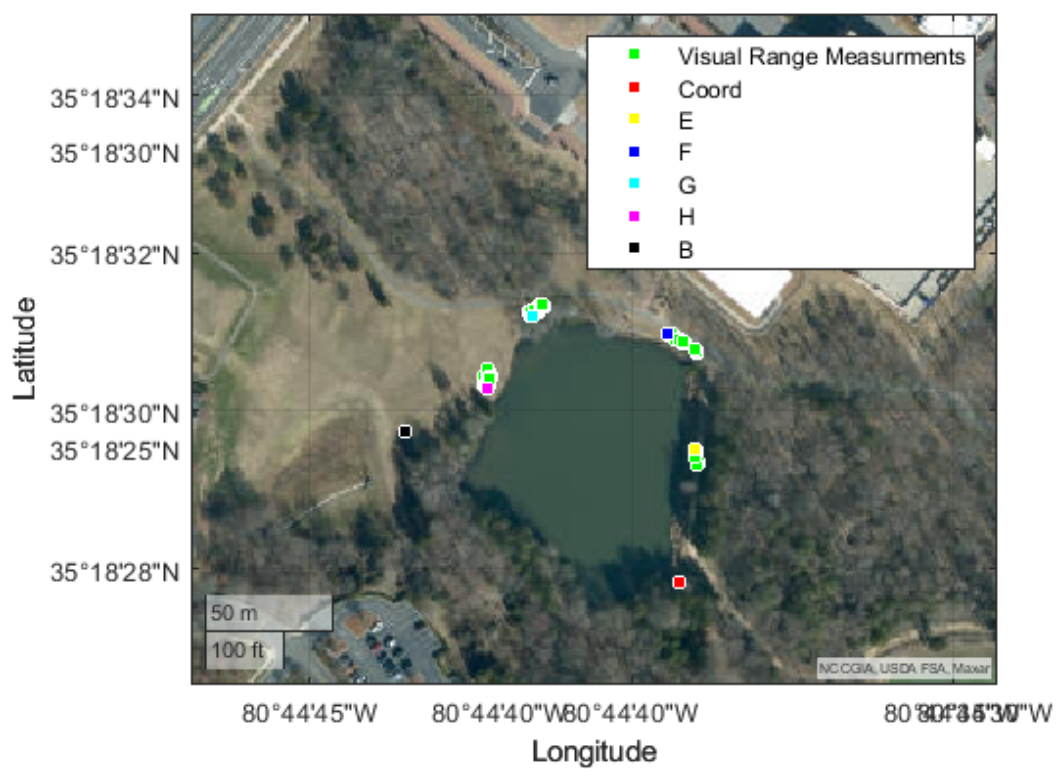 Visual Range Measurments
Coord
E
F
G
H
B
35°18'34"N
35°18'30"N
35°18'32"N
35°18'30"N
35°18'25"N
35°18'28"N
Latitude
50 m
100 ft
NCCGIA, USDA FSA, Maxar
80°44'45"W
80°44'40"W
80°44'40"W
Longitude